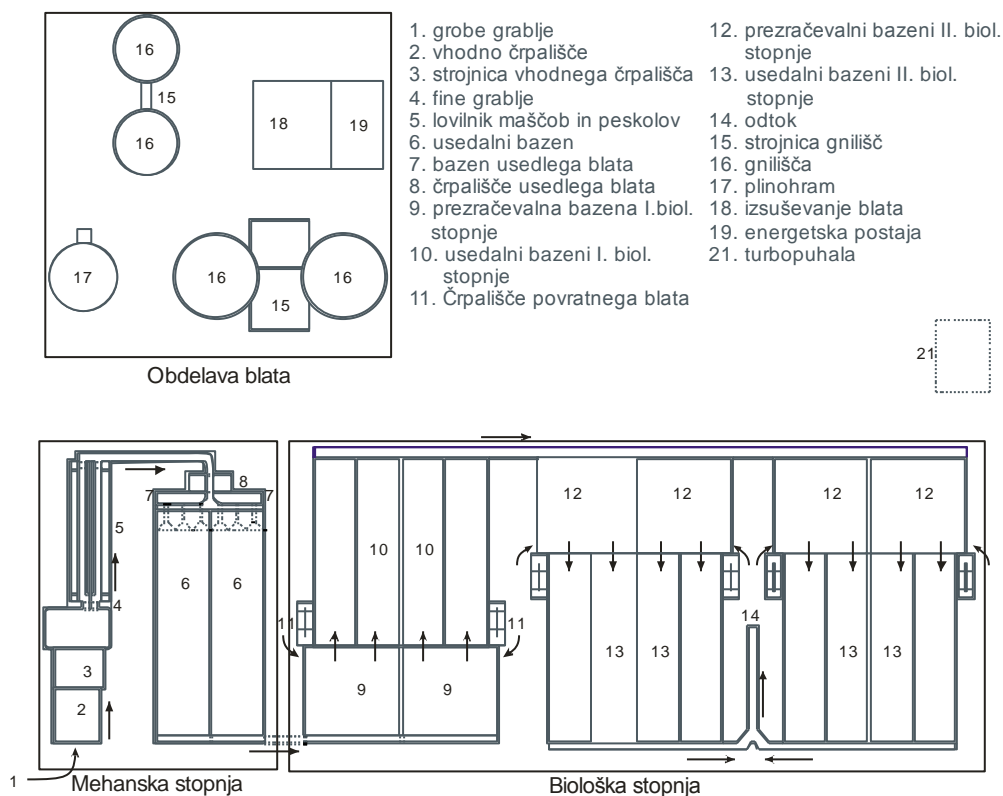 16
15
16
18
19
17
16
16
15
Obdelava blata
1. grobe grablje
2. vhodno črpališče
3. strojnica vhodnega črpališča
4. fine grablje
5. lovilnik maščob in peskolov
6. usedalni bazen
7. bazen usedlega blata
8. črpališče usedlega blata
9. prezračevalna bazena I.biol.
stopnje
10. usedalni bazeni I. biol.
stopnje
11. Črpališče povratnega blata
12. prezračevalni bazeni II. biol.
stopnje
13. usedalni bazeni II. biol.
stopnje
14. odtok
15. strojnica gnilišč
16. gnilišča
17. plinohram
18. izsuševanje blata
19. energetska postaja
21. turbopuhala
21
7
8
7
5
6
6
4
3
2
1
Mehanska stopnja
10
10
11
11
9
9
12
12
12
12
13
13
14
13
13
Biološka stopnja